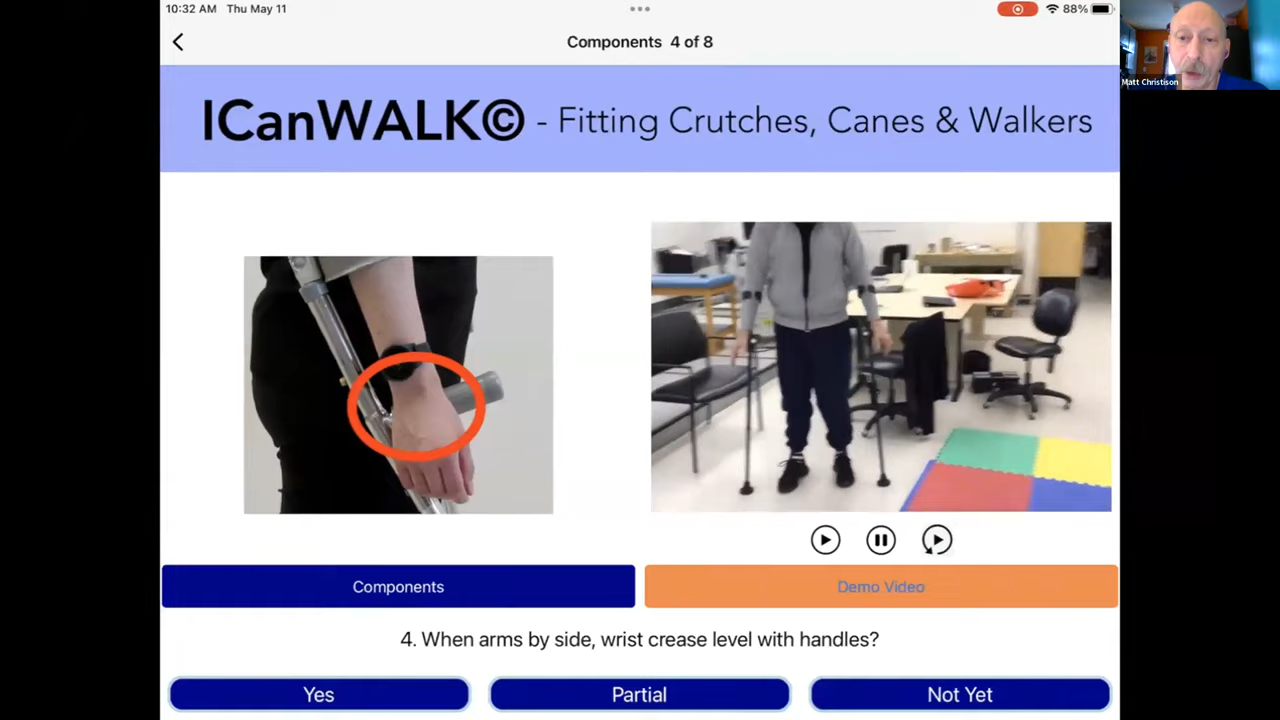 10:32 AM Thu May 11
88%
Components 4 of 8
Matt Christison
ICanWALK© - Fitting Crutches, Canes & Walkers
Components
Demo Video
4. When arms by side, wrist crease level with handles?
Yes
Partial
Not Yet